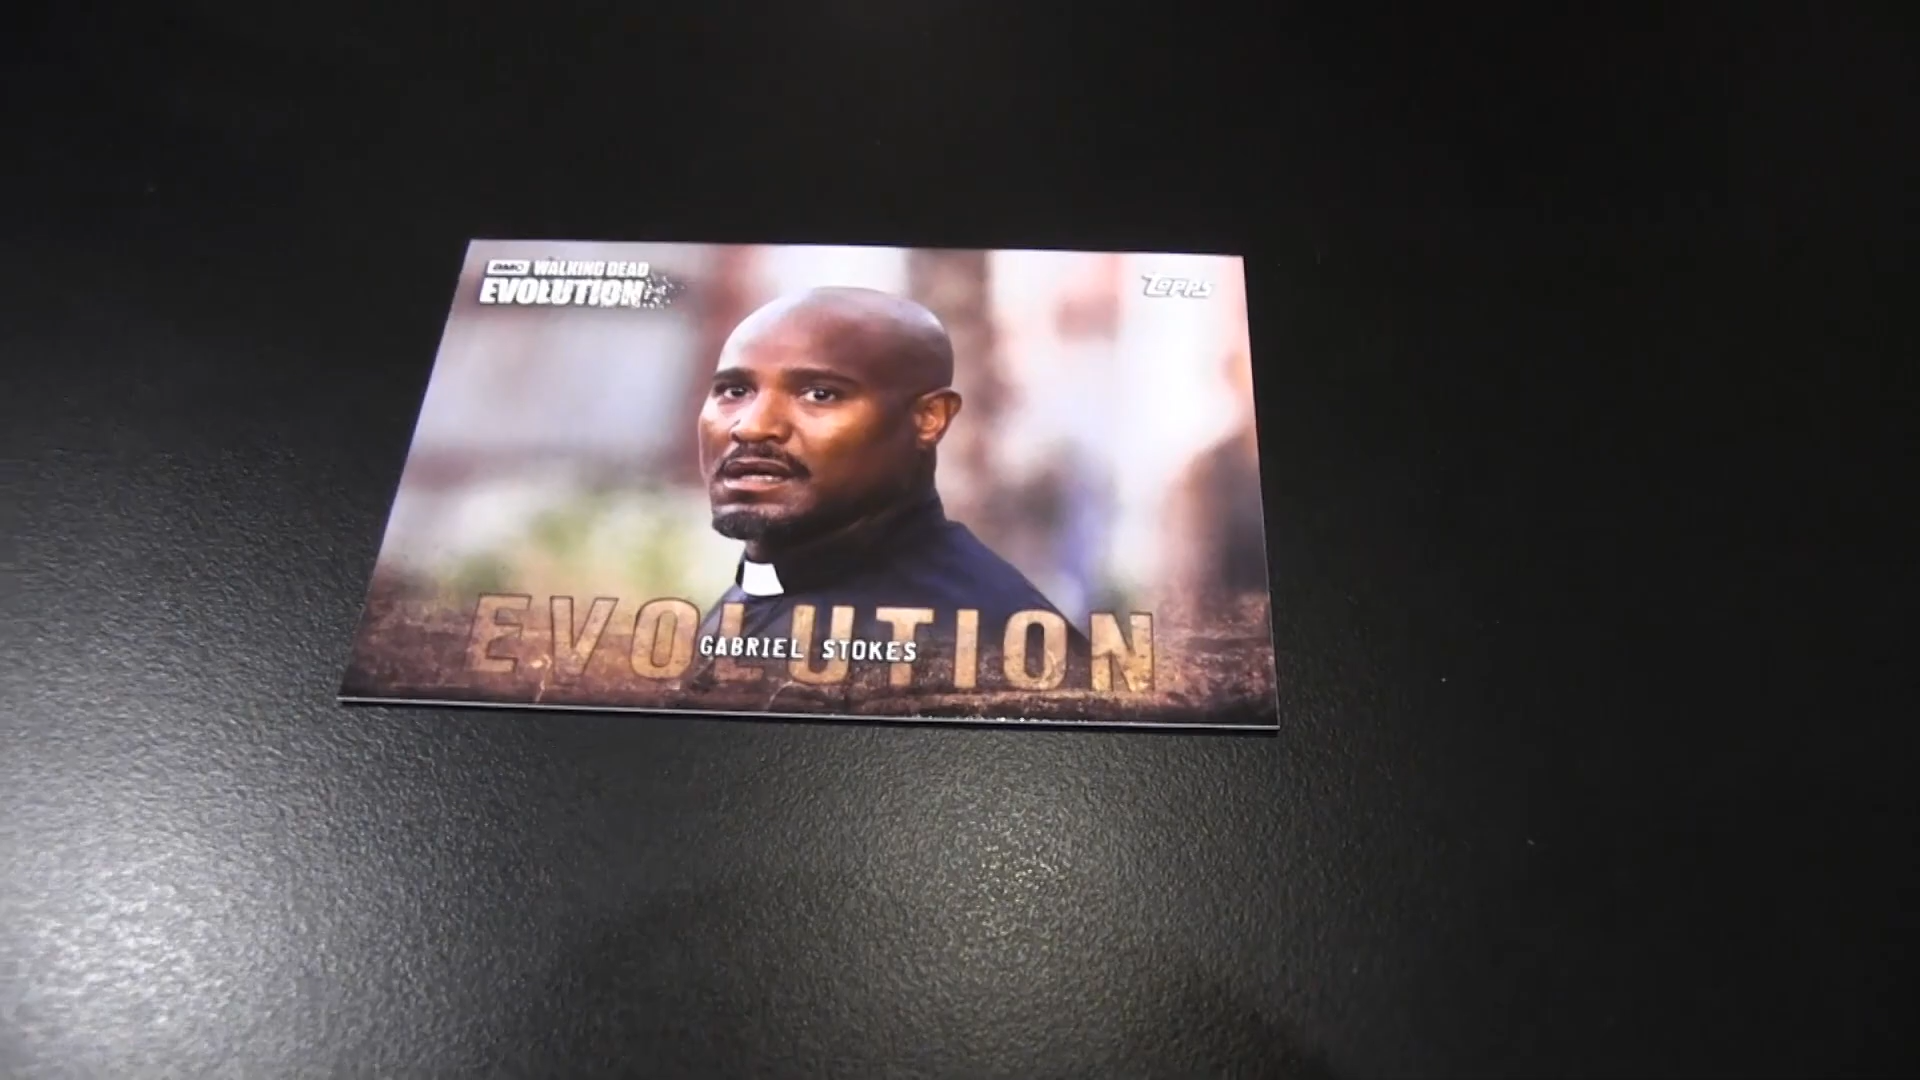 AMC WALKING DEAD
EVOLUTION
Topps
EVOLUTION
GABRIEL STOKES